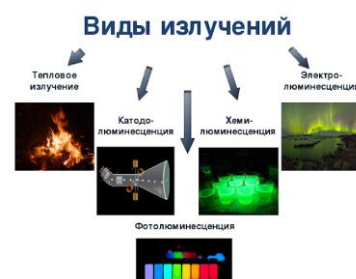 Виды излучений
Тепловое
излучение
Катодо-
люминесценция
Хеми-
люминесценция
Электро-
люминесценция
Фотолюминесценция